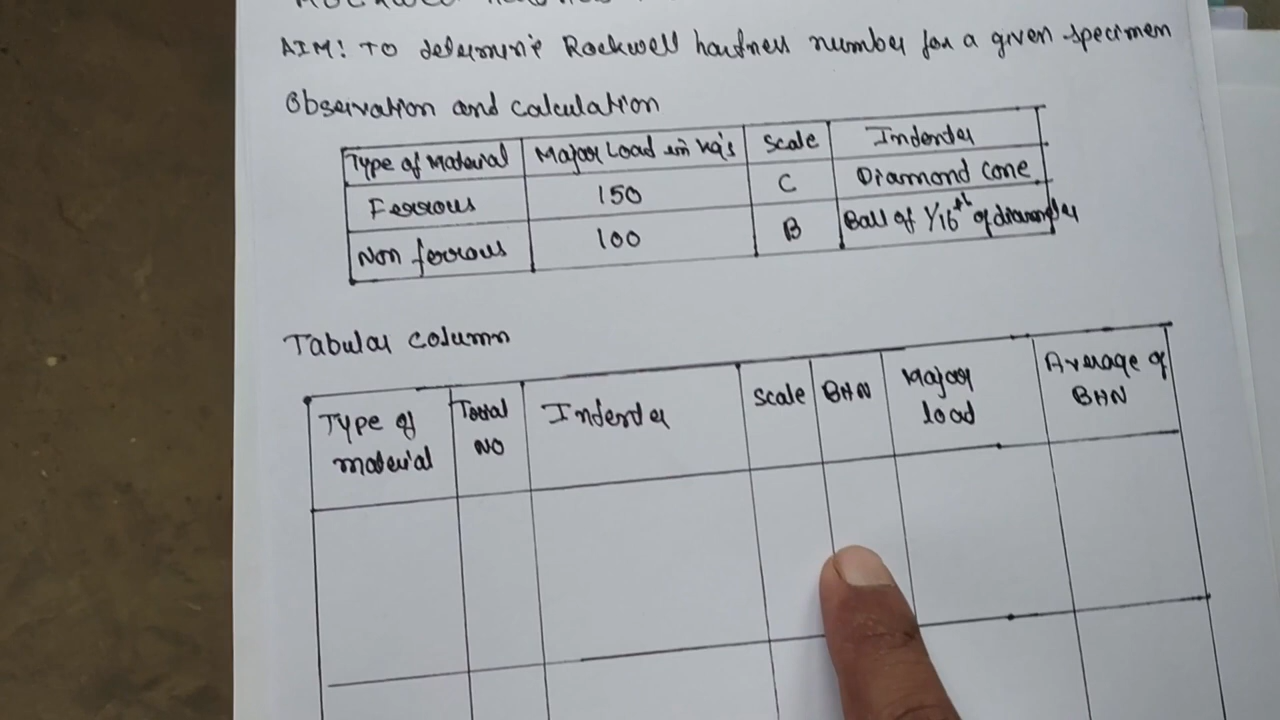 AIM: TO determine Rockwell hardness number for a given specimen
Observation and calculation
Type of Material Major Load in kg's Scale Indenter
Ferrous 150 C Diamond cone
Non ferrous 100 B Ball of 1/16th of diameter
Tabular column
Type of material Total NO Indenter Scale BHN Major load Average of BHN